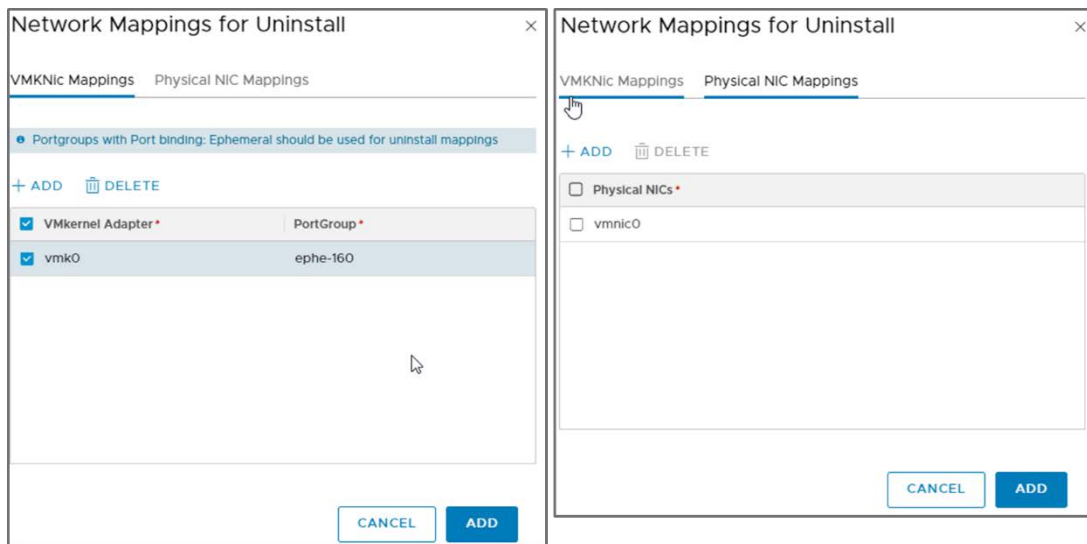 Network Mappings for Uninstall
VMKNic Mappings Physical NIC Mappings
Portgroups with Port binding: Ephemeral should be used for uninstall mappings
+ ADD DELETE
VMkernel Adapter * PortGroup *
vmk0 ephe-160
CANCEL ADD
Network Mappings for Uninstall
VMKNic Mappings Physical NIC Mappings
+ ADD DELETE
Physical NICs *
vmnic0
CANCEL ADD